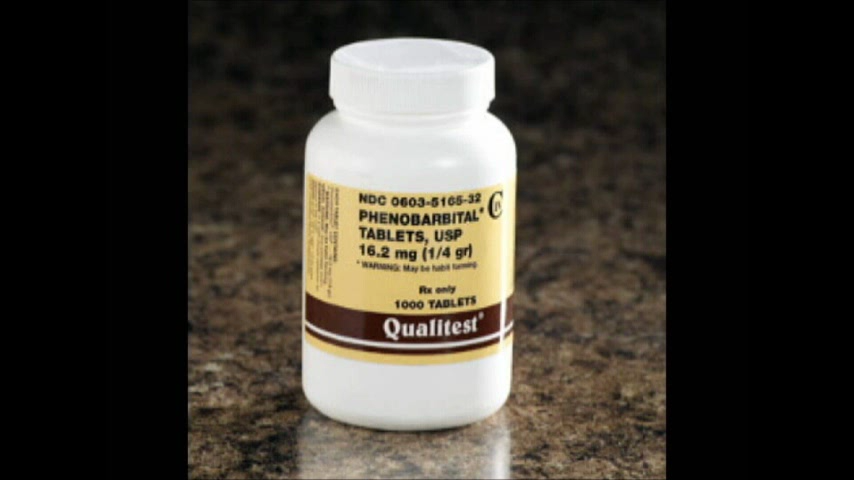 NDC 0603-5165-32
PHENOBARBITAL*
TABLETS, USP
16.2 mg (1/4 gr)
* WARNING: May be habit forming.
Rx only
1000 TABLETS
Qualitest®